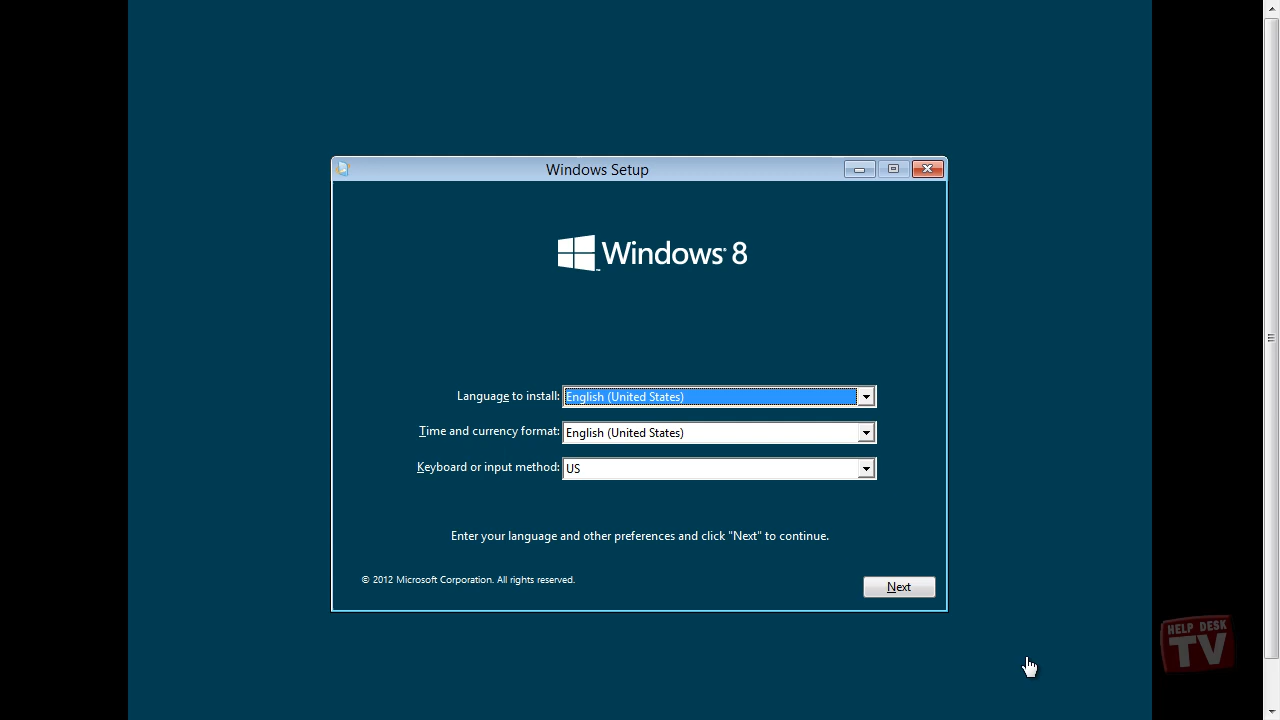 Windows Setup
Windows 8
Language to install: English (United States)
Time and currency format: English (United States)
Keyboard or input method: US
Enter your language and other preferences and click "Next" to continue.
© 2012 Microsoft Corporation. All rights reserved.
Next
HELP DESK
TV